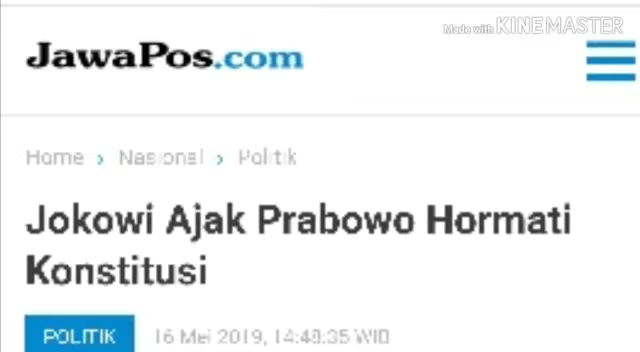 Made with KINEMASTER
JawaPos.com
Home > Nasional > Politik
Jokowi Ajak Prabowo Hormati
Konstitusi
POLITIK 16 Mei 2019, 14:48:35 WIB